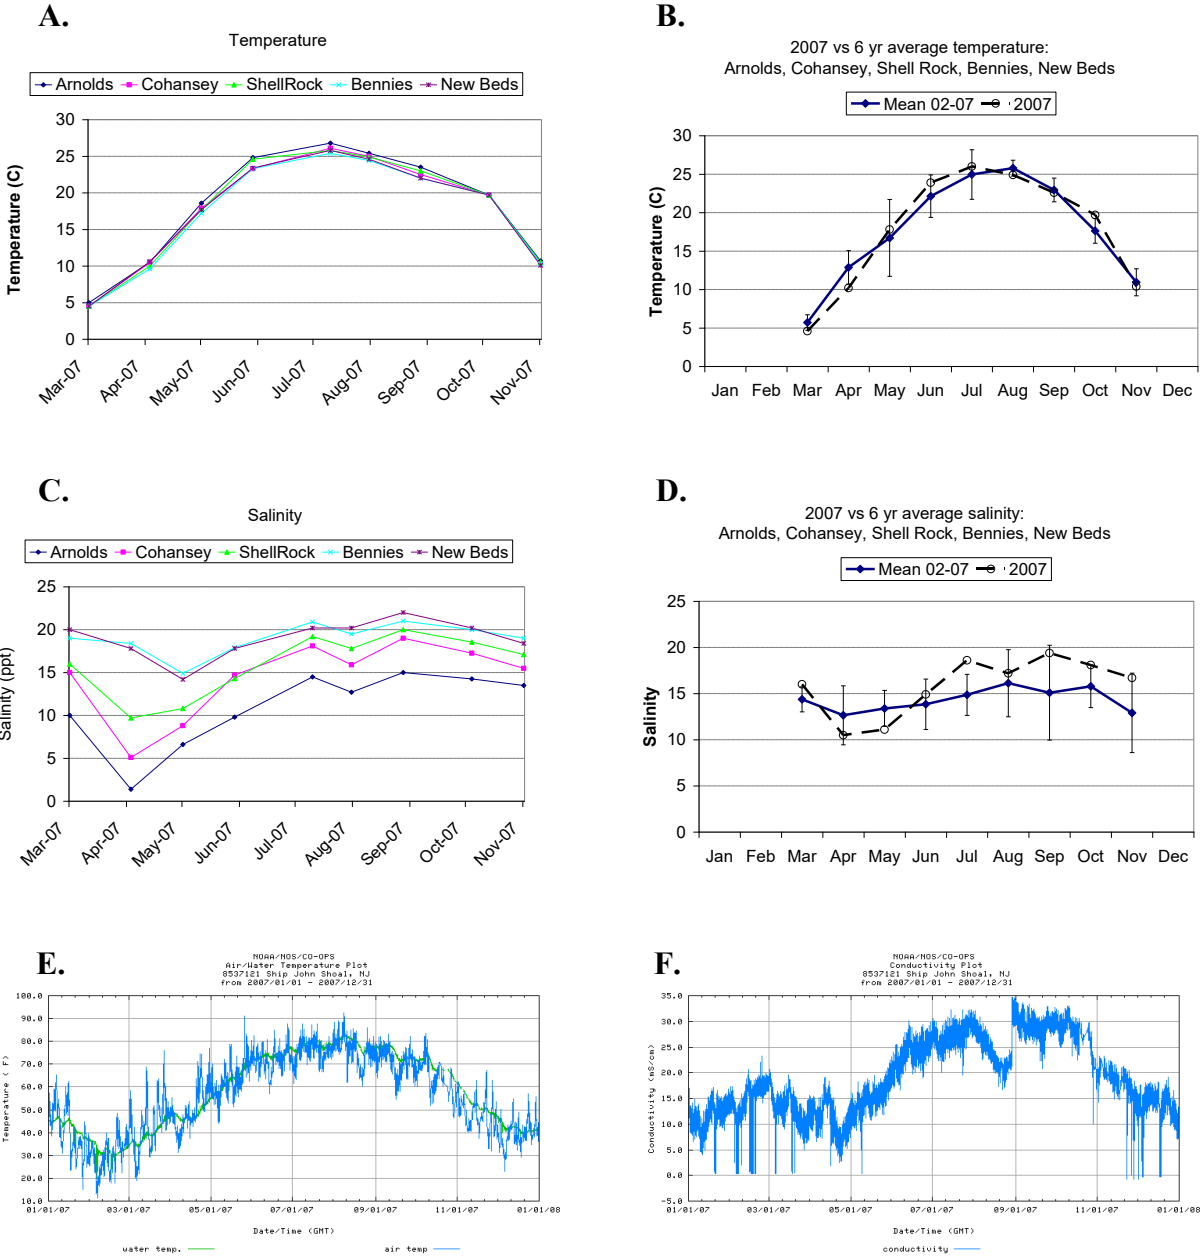 A.
Temperature
Arnolds Cohansey ShellRock Bennies New Beds
Temperature (C)
30
25
20
15
10
5
0
Mar-07 Apr-07 May-07 Jun-07 Jul-07 Aug-07 Sep-07 Oct-07 Nov-07
B.
2007 vs 6 yr average temperature:
Arnolds, Cohansey, Shell Rock, Bennies, New Beds
Mean 02-07 2007
Temperature (C)
30
25
20
15
10
5
0
Jan Feb Mar Apr May Jun Jul Aug Sep Oct Nov Dec
C.
Salinity
Arnolds Cohansey ShellRock Bennies New Beds
Salinity (ppt)
25
20
15
10
5
0
Mar-07 Apr-07 May-07 Jun-07 Jul-07 Aug-07 Sep-07 Oct-07 Nov-07
D.
2007 vs 6 yr average salinity:
Arnolds, Cohansey, Shell Rock, Bennies, New Beds
Mean 02-07 2007
Salinity
25
20
15
10
5
0
Jan Feb Mar Apr May Jun Jul Aug Sep Oct Nov Dec
E.
NOAA/NOS/CO-OPS
Air/Water Temperature Plot
8537121 Ship John Shoal, NJ
from 2007/01/01 - 2007/12/31
Temperature ( F)
100.0
90.0
80.0
70.0
60.0
50.0
40.0
30.0
20.0
10.0
01/01/07 03/01/07 05/01/07 07/01/07 09/01/07 11/01/07 01/01/08
Date/Time (GMT)
water temp. air temp
F.
NOAA/NOS/CO-OPS
Conductivity Plot
8537121 Ship John Shoal, NJ
from 2007/01/01 - 2007/12/31
Conductivity (mS/cm)
35.0
30.0
25.0
20.0
15.0
10.0
5.0
0.0
-5.0
01/01/07 03/01/07 05/01/07 07/01/07 09/01/07 11/01/07 01/01/08
Date/Time (GMT)
conductivity